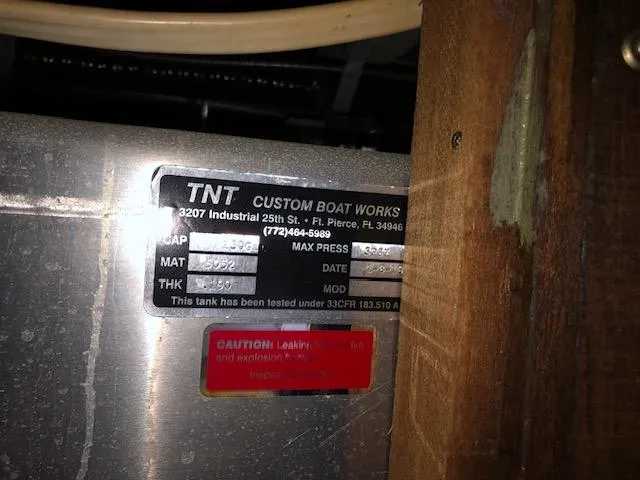 TNT CUSTOM BOAT WORKS
3207 Industrial 25th St. • Ft. Pierce, FL 34946
(772)464-5989
CAP MAX PRESS
MAT 5052 DATE
THK .190 MOD
This tank has been tested under 33CFR 183.510 A
CAUTION: Leaking
and explosion